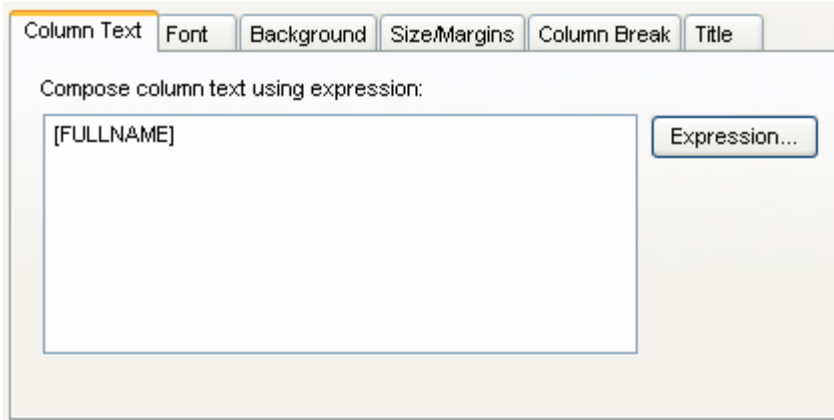 Column Text Font Background Size/Margins Column Break Title
Compose column text using expression:
[FULLNAME] Expression...